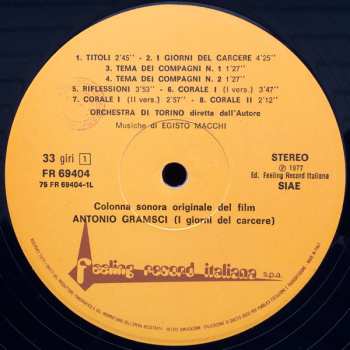 1. TITOLI 2'45" - 2. I GIORNI DEL CARCERE 4'25"
3. TEMA DEI COMPAGNI N. 1 1'27"
4. TEMA DEI COMPAGNI N. 2 1'27"
5. RIFLESSIONI 3'53" - 6. CORALE I (I vers.) 3'47"
7. CORALE I (II vers.) 2'57" - 8. CORALE II 2'12"
ORCHESTRA DI TORINO diretta dall'Autore
Musiche di EGISTO MACCHI
33 giri 1
FR 69404
75 FR 69404-1L
STEREO
℗ 1977
Ed. Feeling Record Italiana
SIAE
Colonna sonora originale del film
ANTONIO GRAMSCI (I giorni del carcere)
Feeling record italiana s.p.a.